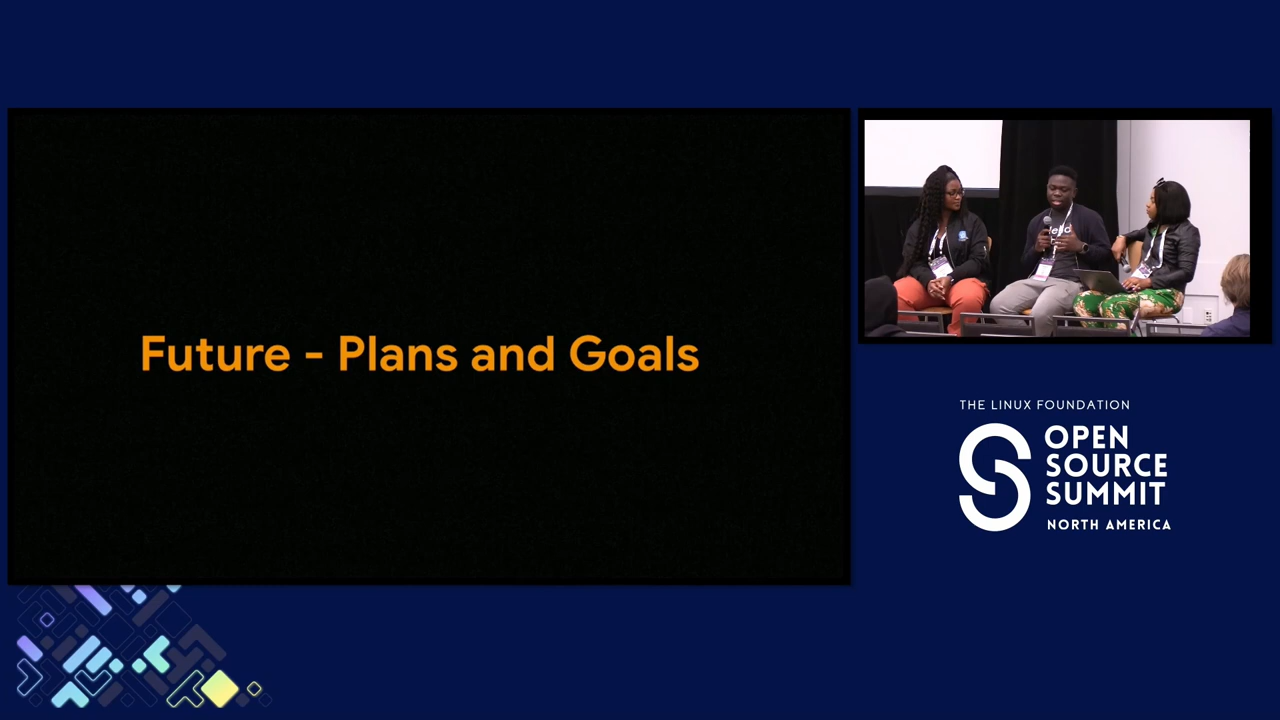 Future - Plans and Goals
THE LINUX FOUNDATION
OPEN
SOURCE
SUMMIT
NORTH AMERICA